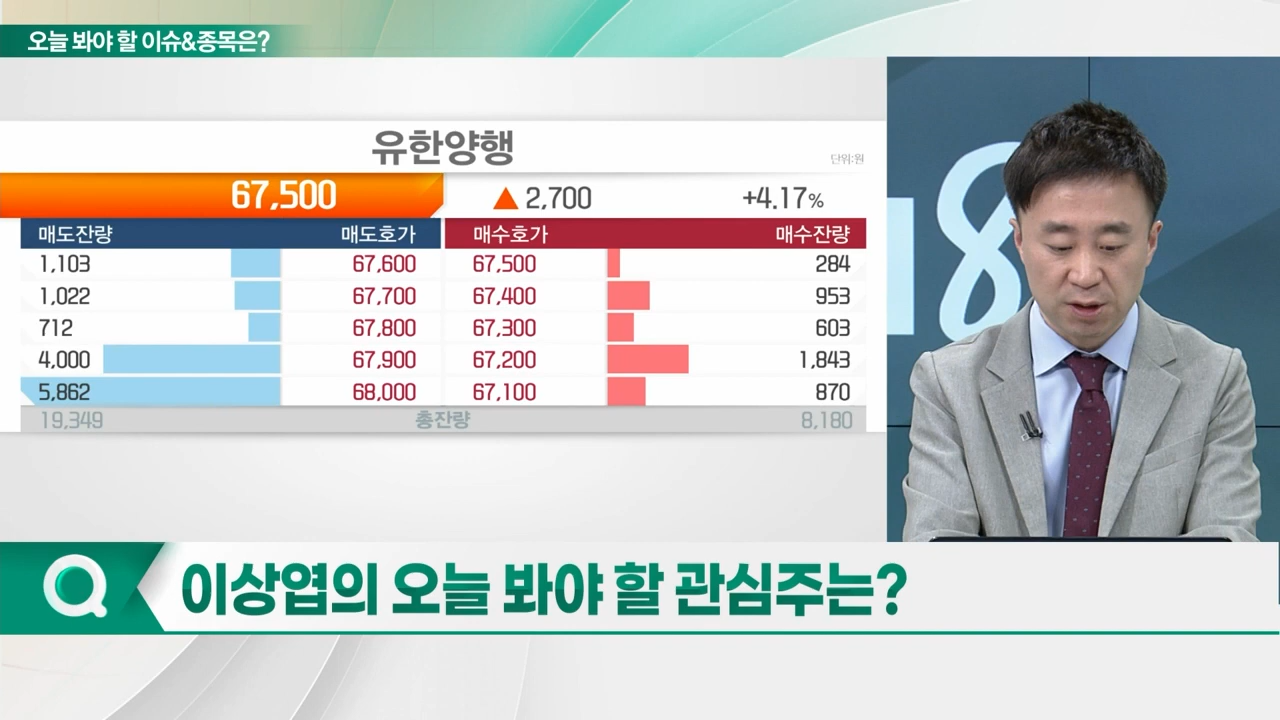 오늘 봐야 할 이슈&종목은?
유한양행
단위:원
67,500 ▲ 2,700 +4.17%
매도잔량 매도호가 매수호가 매수잔량
1,103 67,600 67,500 284
1,022 67,700 67,400 953
712 67,800 67,300 603
4,000 67,900 67,200 1,843
5,862 68,000 67,100 870
19,349 총잔량 8,180
8
이상엽의 오늘 봐야 할 관심주는?